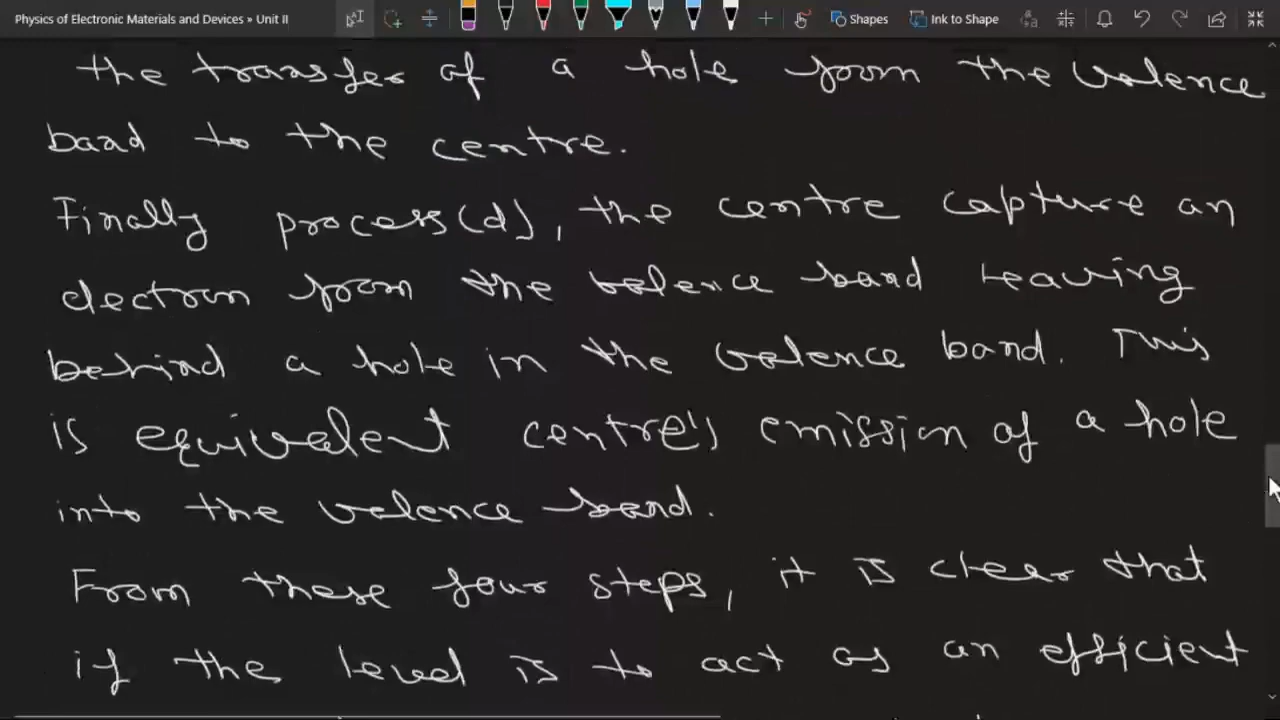 Physics of Electronic Materials and Devices » Unit II
Shapes
Ink to Shape
the transfer of a hole from the valence
band to the centre.
Finally process(d), the centre capture an
electron from the valence band leaving
behind a hole in the valence band. This
is equivalent centre's emission of a hole
into the valence band.
From these four steps, it is clear that
if the level is to act as an efficient